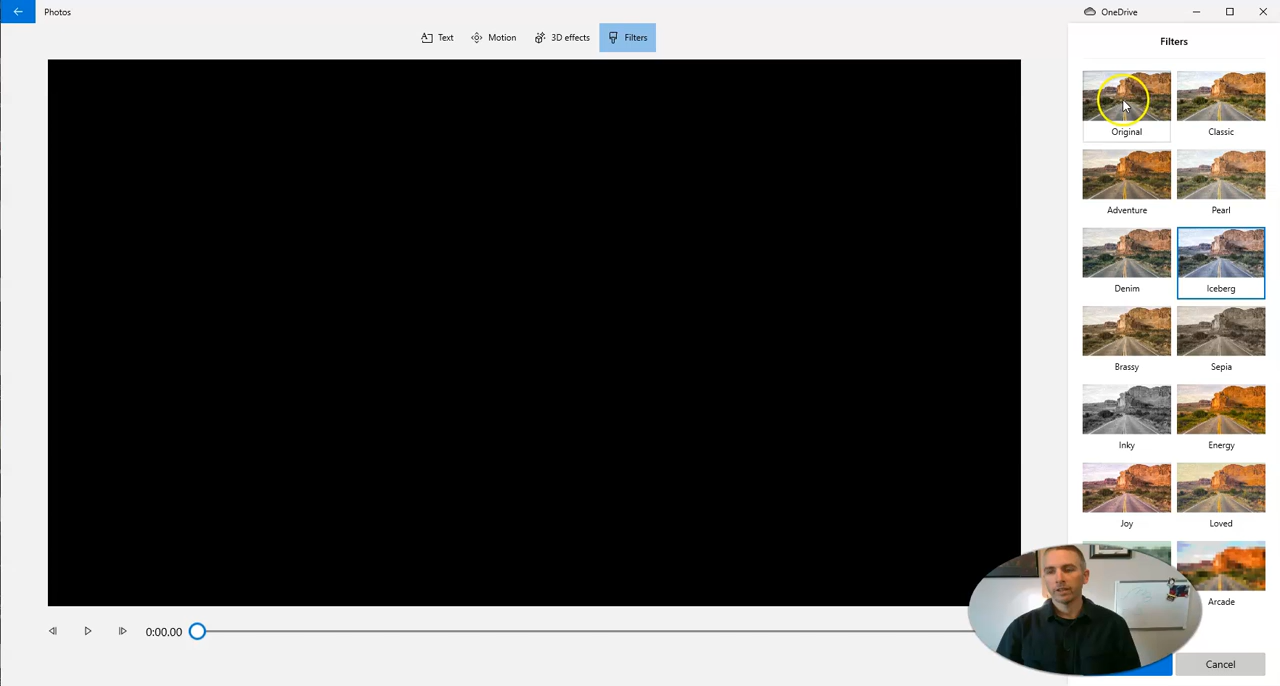 Photos
OneDrive
Text Motion 3D effects Filters
Filters
Original Classic
Adventure Pearl
Denim Iceberg
Brassy Sepia
Inky Energy
Joy Loved
Arcade
0:00.00
Cancel